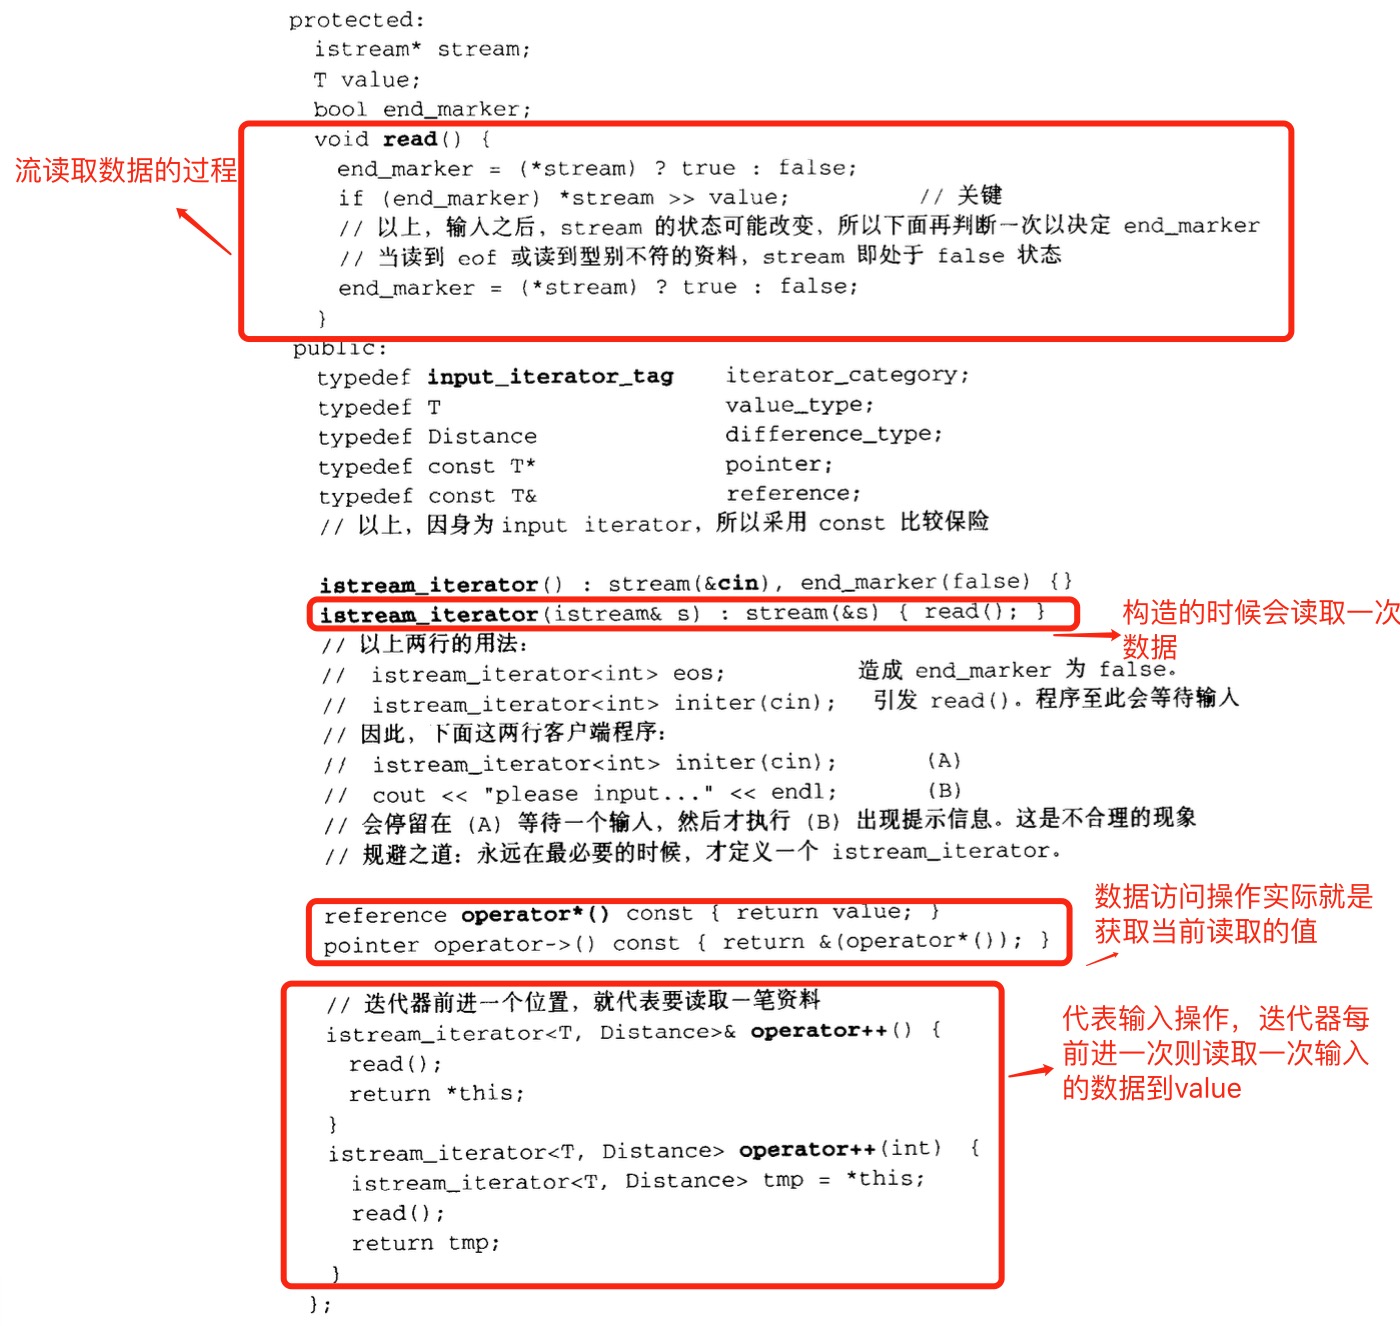 protected:
istream* stream;
T value;
bool end_marker;
void read() {
流读取数据的过程
end_marker = (*stream) ? true : false;
if (end_marker) *stream >> value; // 关键
// 以上，输入之后，stream 的状态可能改变，所以下面再判断一次以决定 end_marker
// 当读到 eof 或读到型别不符的资料，stream 即处于 false 状态
end_marker = (*stream) ? true : false;
}
public:
typedef input_iterator_tag iterator_category;
typedef T value_type;
typedef Distance difference_type;
typedef const T* pointer;
typedef const T& reference;
// 以上，因身为 input iterator，所以采用 const 比较保险
istream_iterator() : stream(&cin), end_marker(false) {}
istream_iterator(istream& s) : stream(&s) { read(); }
构造的时候会读取一次
数据
// 以上两行的用法：
// istream_iterator<int> eos; 造成 end_marker 为 false。
// istream_iterator<int> initer(cin); 引发 read()。程序至此会等待输入
// 因此，下面这两行客户端程序：
// istream_iterator<int> initer(cin); (A)
// cout << "please input..." << endl; (B)
// 会停留在 (A) 等待一个输入，然后才执行 (B) 出现提示信息。这是不合理的现象
// 规避之道：永远在最必要的时候，才定义一个 istream_iterator。
reference operator*() const { return value; }
pointer operator->() const { return &(operator*()); }
数据访问操作实际就是
获取当前读取的值
// 迭代器前进一个位置，就代表要读取一笔资料
istream_iterator<T, Distance>& operator++() {
read();
return *this;
}
代表输入操作，迭代器每
前进一次则读取一次输入
的数据到value
istream_iterator<T, Distance> operator++(int) {
istream_iterator<T, Distance> tmp = *this;
read();
return tmp;
}
};